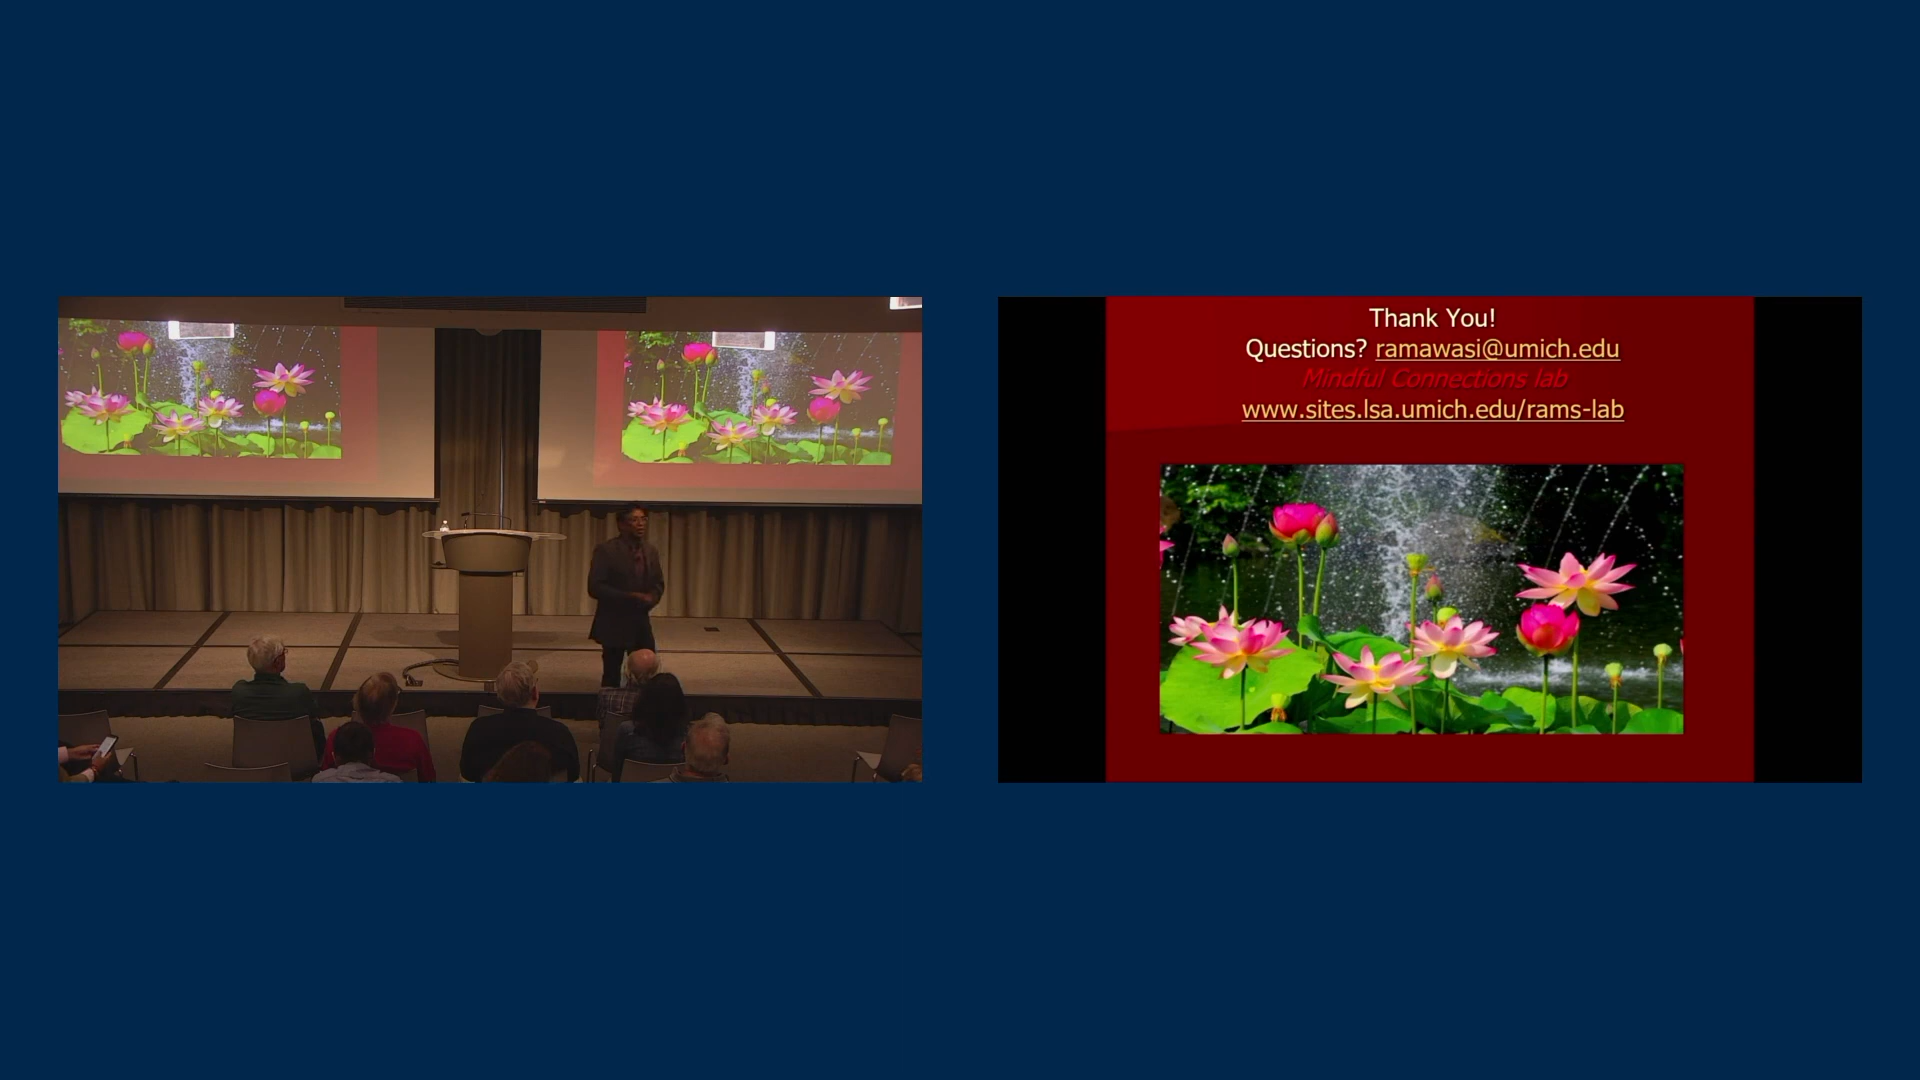 Thank You!
Questions? ramawasi@umich.edu
Mindful Connections lab
www.sites.lsa.umich.edu/rams-lab